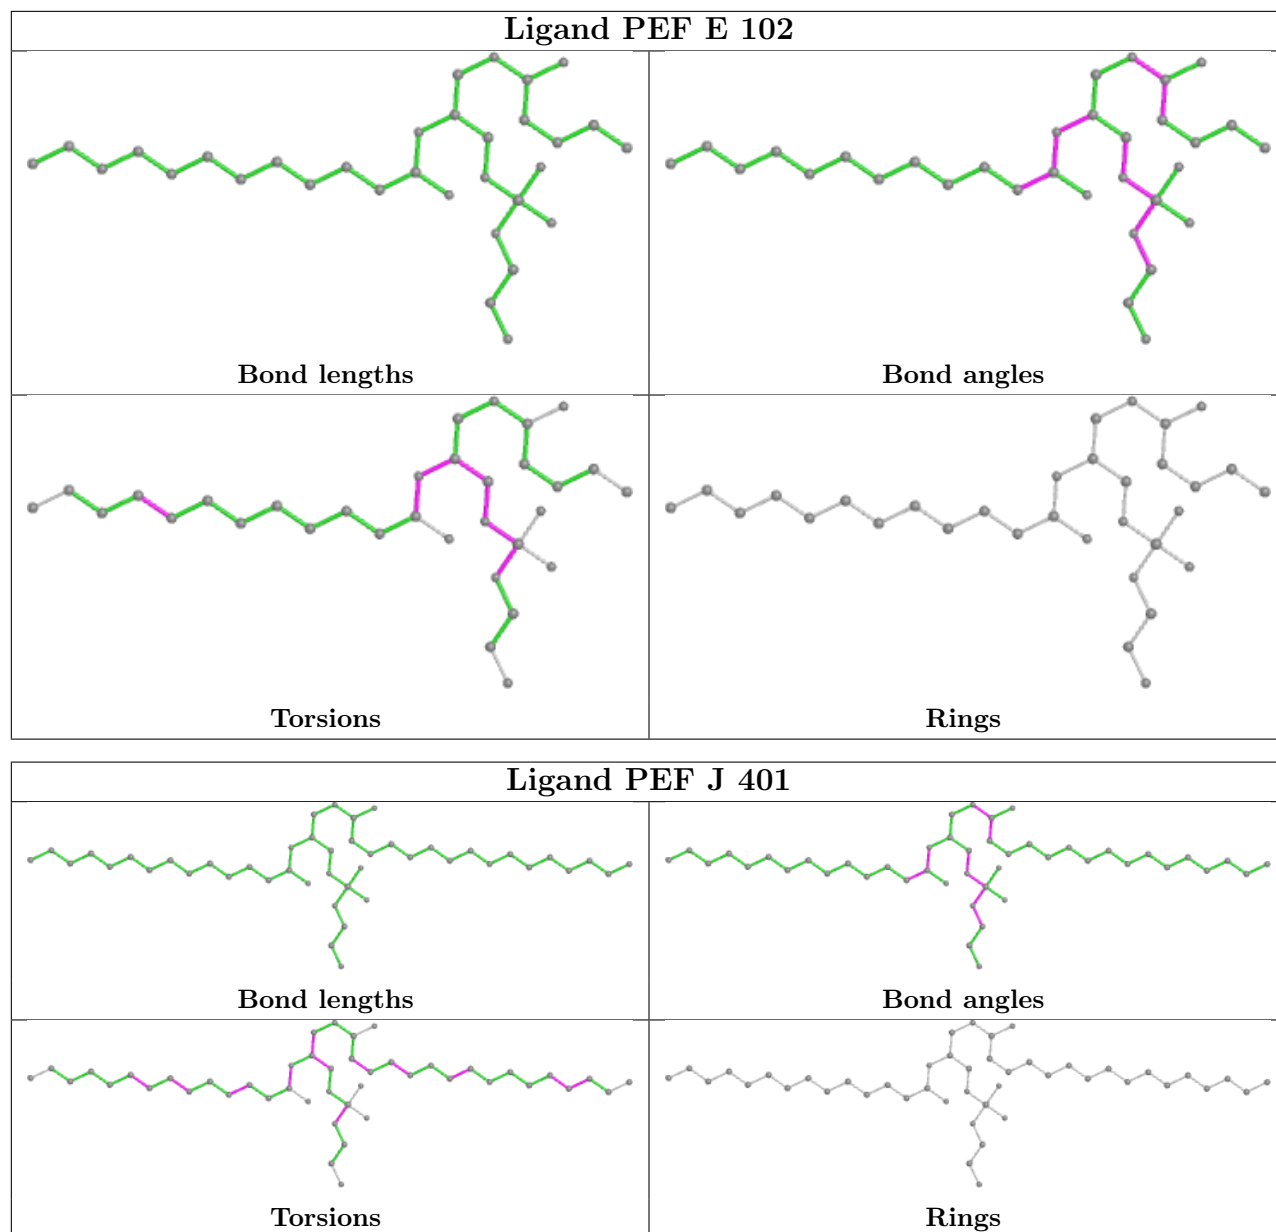 Ligand PEF E 102
Bond lengths
Bond angles
Torsions
Rings
Ligand PEF J 401
Bond lengths
Bond angles
Torsions
Rings